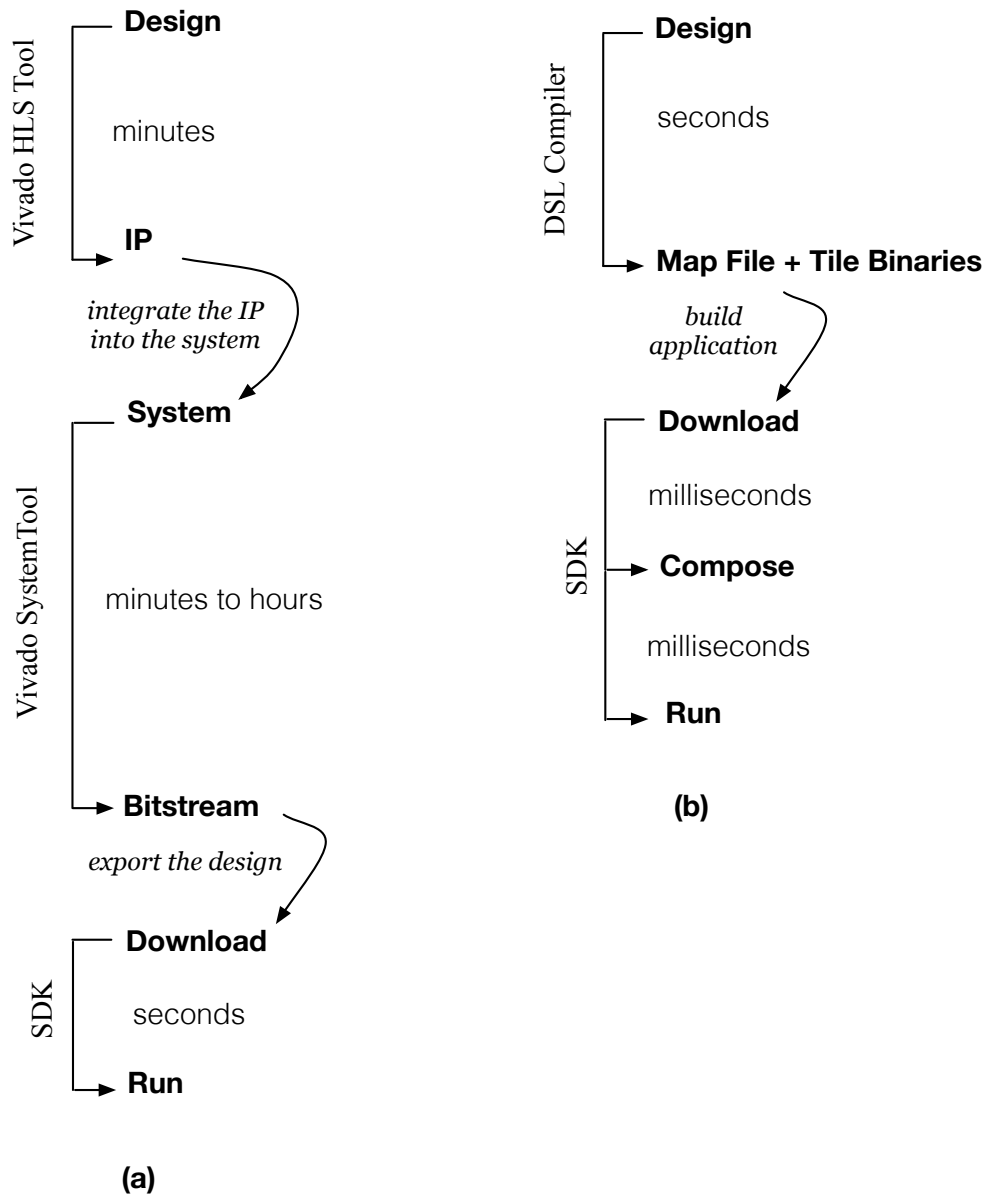 Design
Vivado HLS Tool
minutes
IP
integrate the IP
into the system
System
Vivado SystemTool
minutes to hours
Bitstream
export the design
Download
SDK
seconds
Run
(a)
Design
DSL Compiler
seconds
Map File + Tile Binaries
build
application
Download
milliseconds
SDK
Compose
milliseconds
Run
(b)